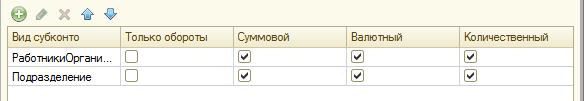 Вид субконто Только обороты Суммовой Валютный Количественный
РаботникиОргани...
Подразделение